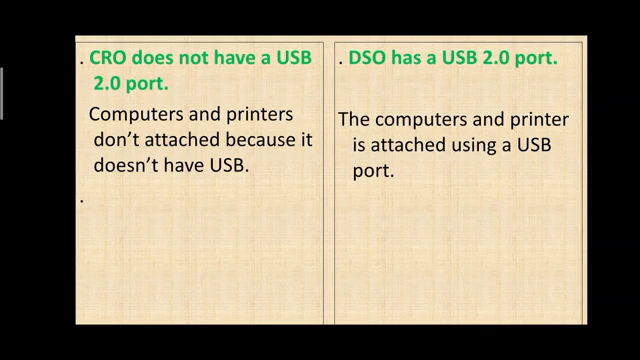 . CRO does not have a USB
2.0 port.
Computers and printers
don’t attached because it
doesn’t have USB.
.
. DSO has a USB 2.0 port.
The computers and printer
is attached using a USB
port.